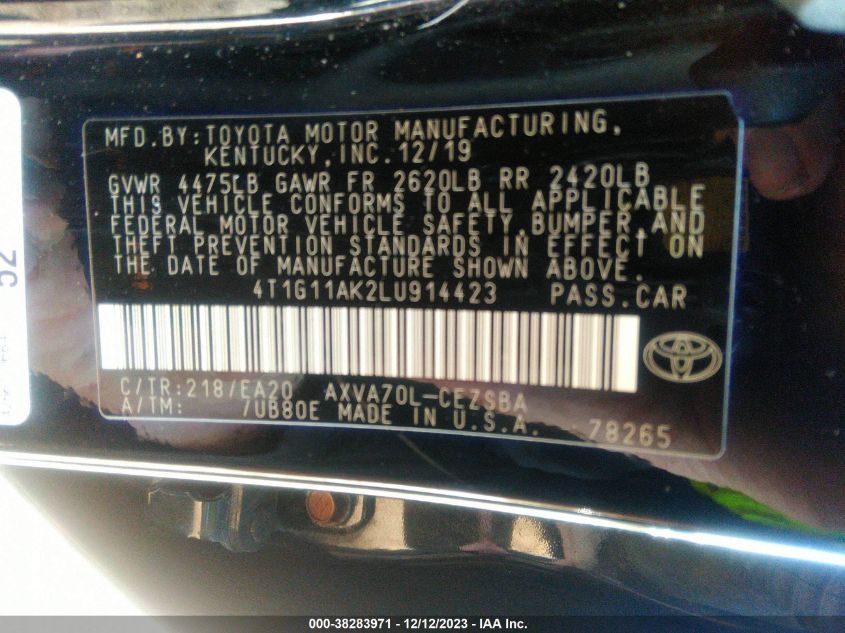 MFD.BY:TOYOTA MOTOR MANUFACTURING,
KENTUCKY,INC.12/19
GVWR 4475LB GAWR FR 2620LB RR 2420LB
THIS VEHICLE CONFORMS TO ALL APPLICABLE
FEDERAL MOTOR VEHICLE SAFETY,BUMPER,AND
THEFT PREVENTION STANDARDS IN EFFECT ON
THE DATE OF MANUFACTURE SHOWN ABOVE.
4T1G11AK2LU914423 PASS.CAR
C/TR:218/EA20 AXVA70L-CEZSBA
A/TM: /UB80E MADE IN U.S.A. 78265
52
000-38283971 - 12/12/2023 - IAA Inc.